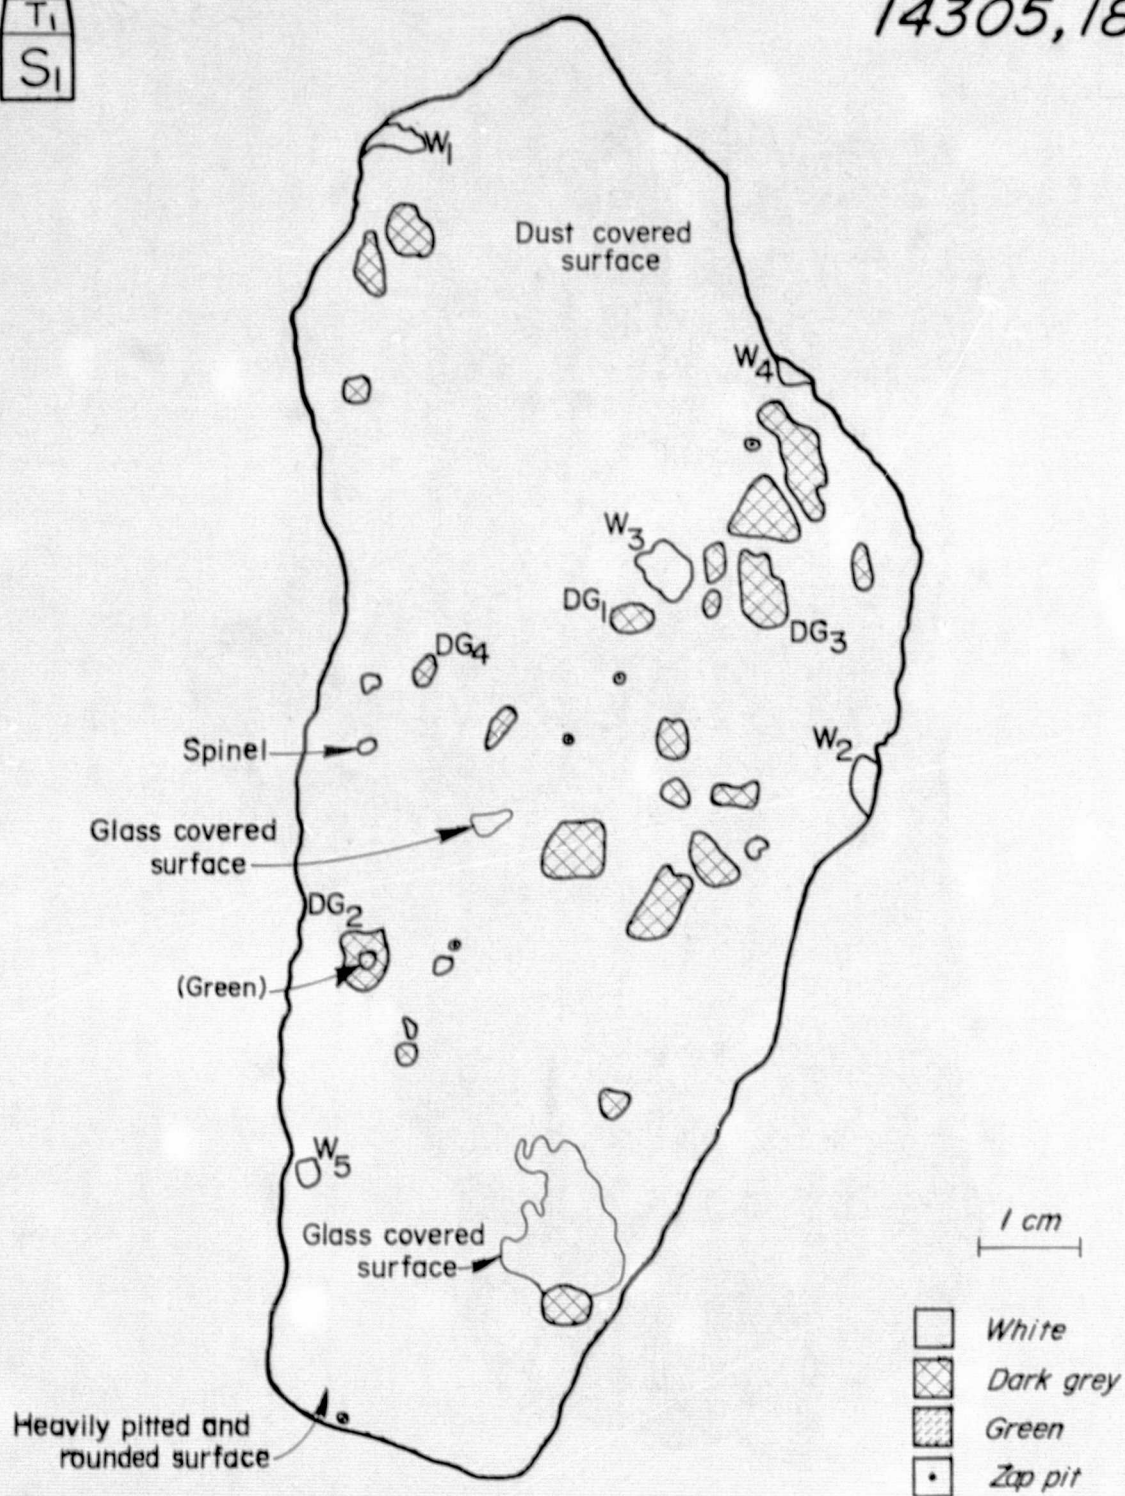 T1
S1
14305,18
W1
Dust covered
surface
W4
W3
DG1
DG3
DG4
W2
Spinel
Glass covered
surface
DG2
(Green)
W5
Glass covered
surface
1 cm
White
Dark grey
Green
Zap pit
Heavily pitted and
rounded surface